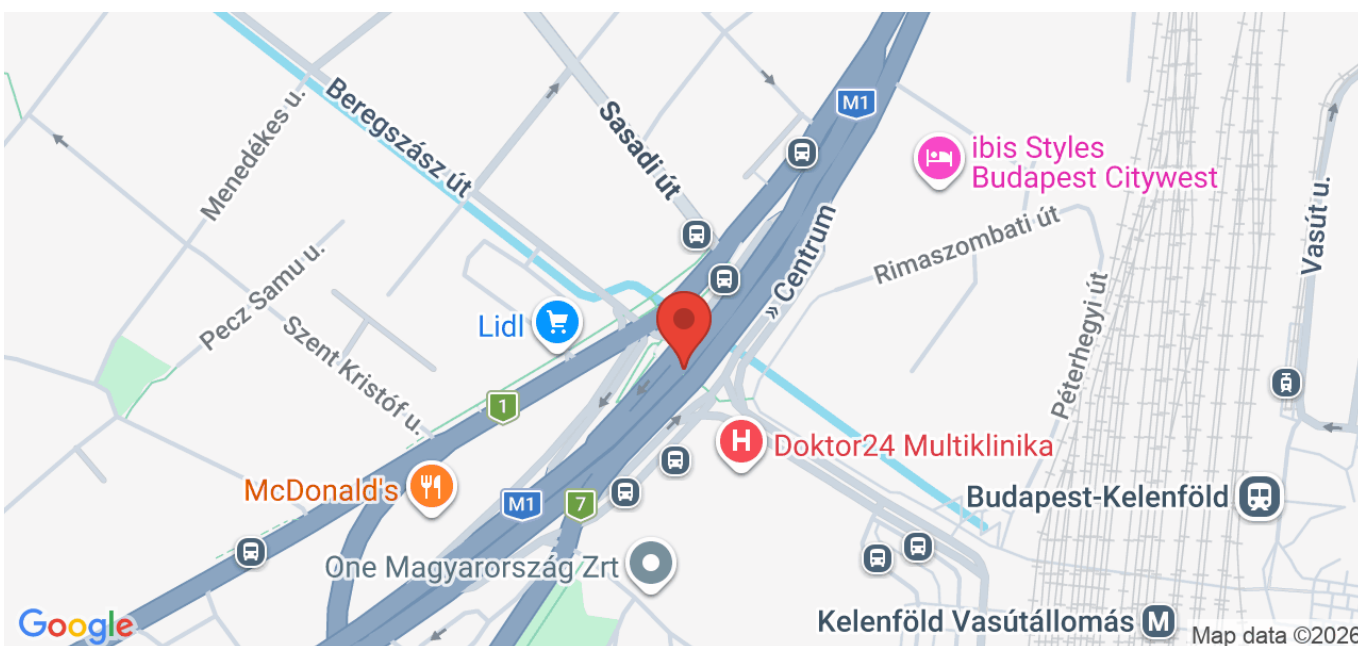 M1
Beregszász út
Menedékes u.
Sasadi út
ibis Styles
Budapest Citywest
Vasút u.
» Centrum
Rimaszombati út
Pecz Samu u.
Lidl
Szent Kristóf u.
Péterhegyi út
1
H
Doktor24 Multiklinika
McDonald's
M1
7
Budapest-Kelenföld
One Magyarország Zrt
Kelenföld Vasútállomás M
Google
Map data ©2026